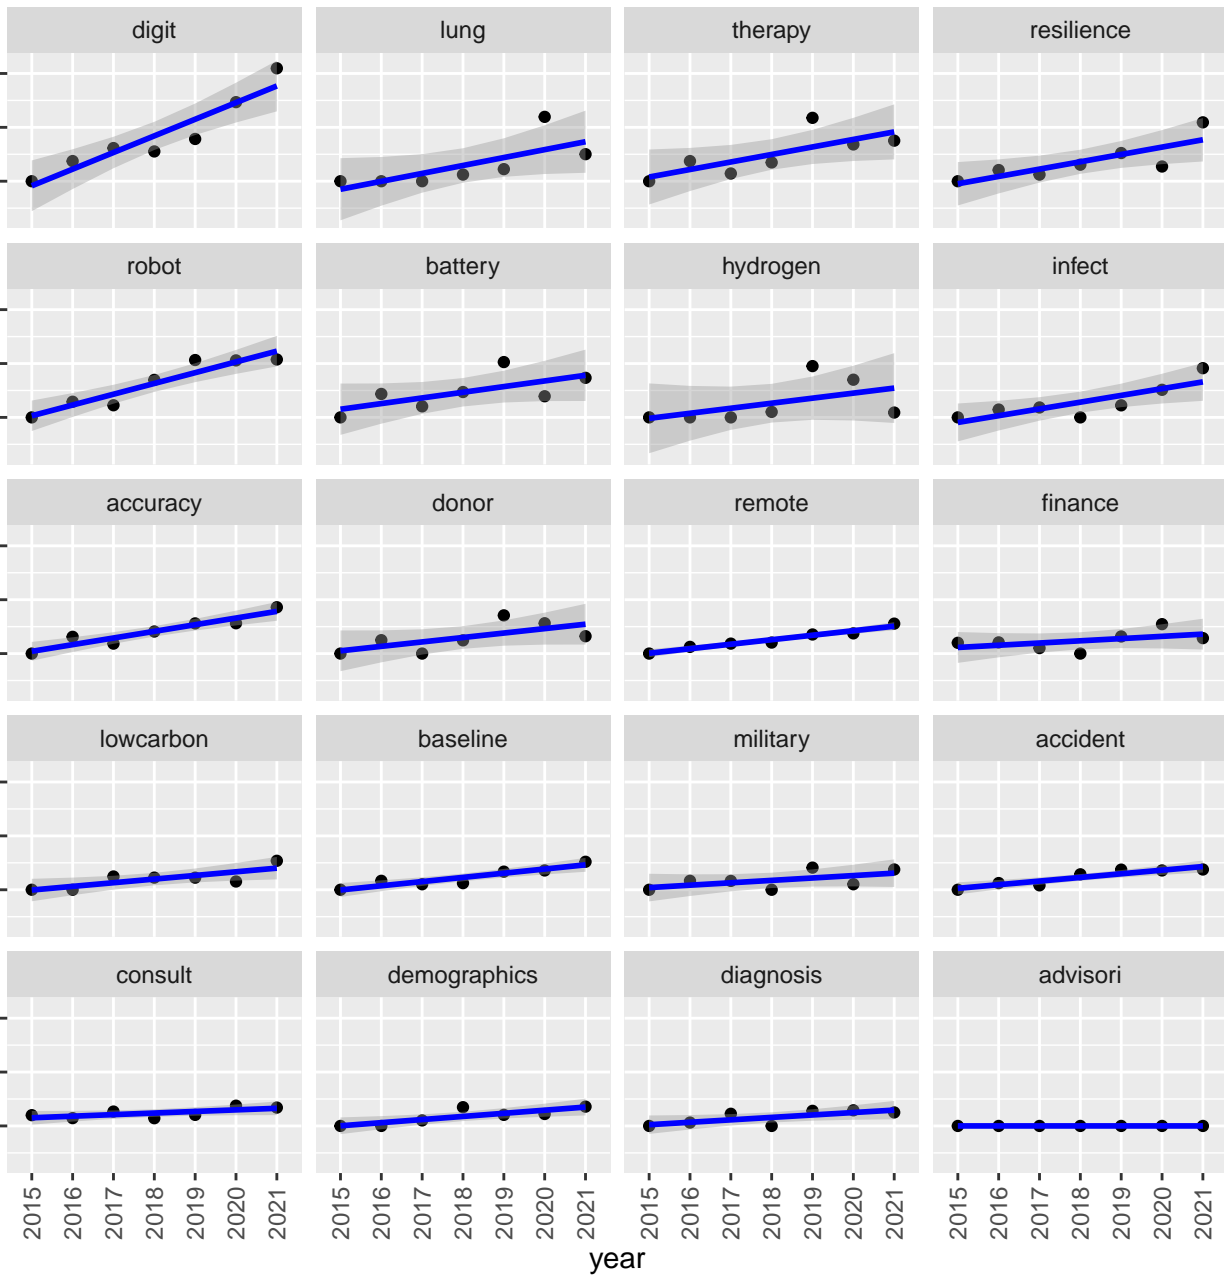 digit lung therapy resilience
robot battery hydrogen infect
accuracy donor remote finance
lowcarbon baseline military accident
consult demographics diagnosis advisori
2015 2016 2017 2018 2019 2020 2021 2015 2016 2017 2018 2019 2020 2021 2015 2016 2017 2018 2019 2020 2021 2015 2016 2017 2018 2019 2020 2021
year